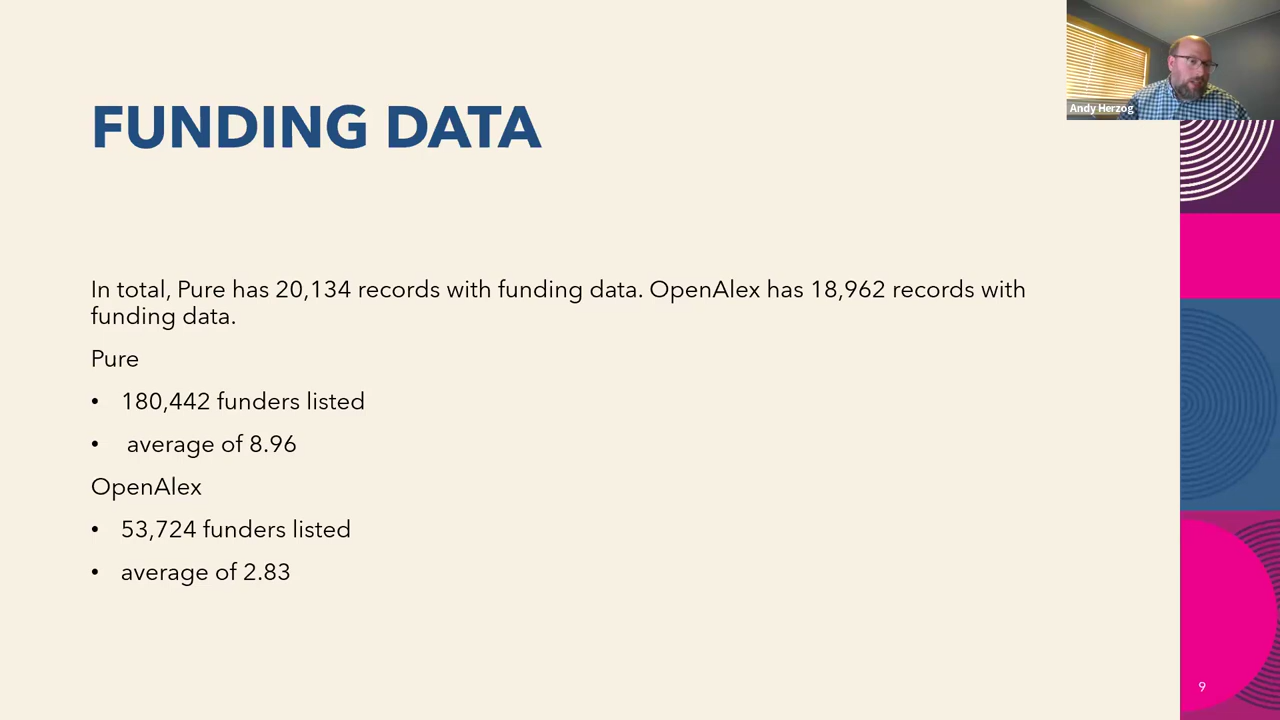 Andy Herzog
FUNDING DATA
In total, Pure has 20,134 records with funding data. OpenAlex has 18,962 records with
funding data.
Pure
• 180,442 funders listed
• average of 8.96
OpenAlex
• 53,724 funders listed
• average of 2.83
9